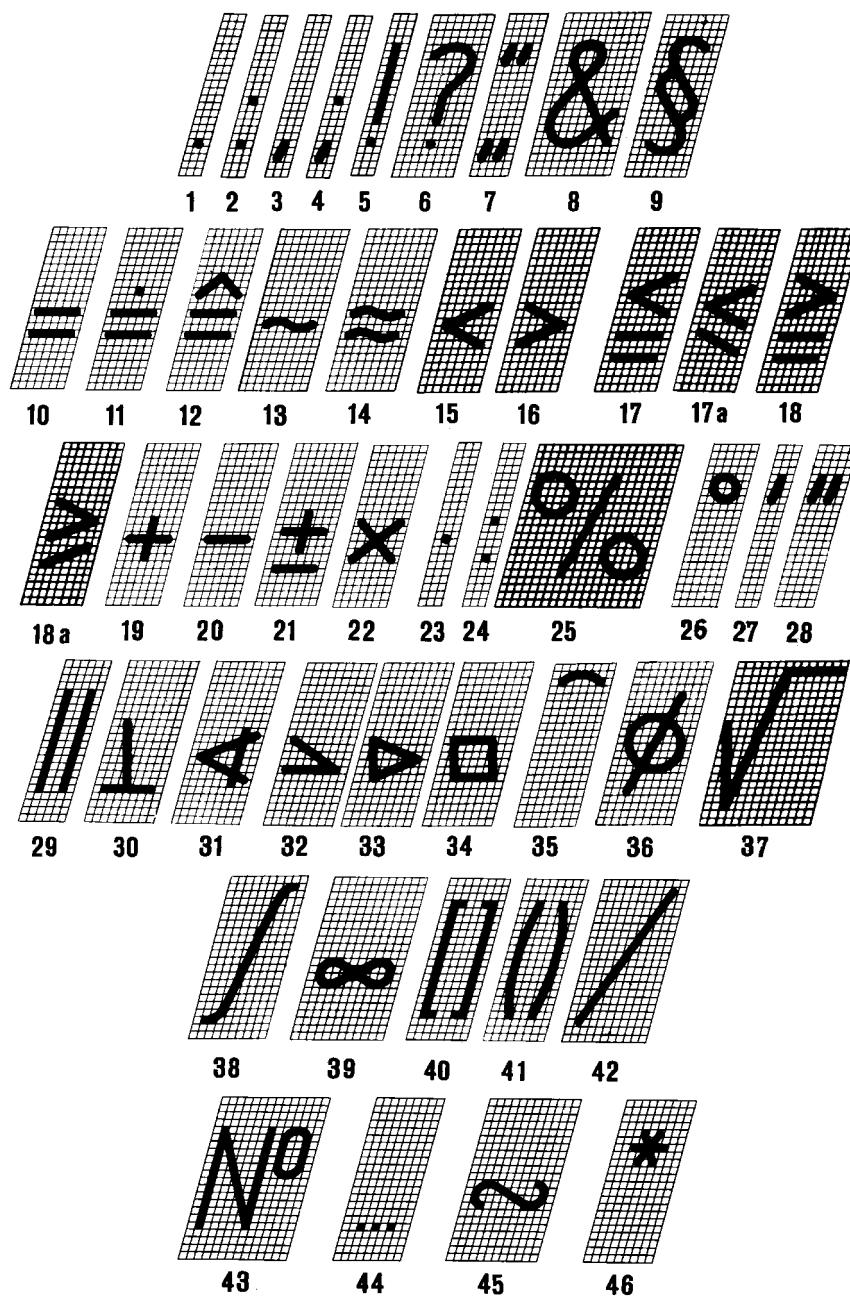 . : , ; ! ? „ “ & §
1 2 3 4 5 6 7 8 9
= ≐ ≙ ~ ≈ < > ≦ ⩽ ≧
10 11 12 13 14 15 16 17 17a 18
⩾ + − ± × · : % ° ′ ″
18a 19 20 21 22 23 24 25 26 27 28
∥ ⊥ ∢ ⦣ ▷ □ ⌒ ⌀ √
29 30 31 32 33 34 35 36 37
∫ ∞ [ ] ( ) /
38 39 40 41 42
№ ... ~ *
43 44 45 46